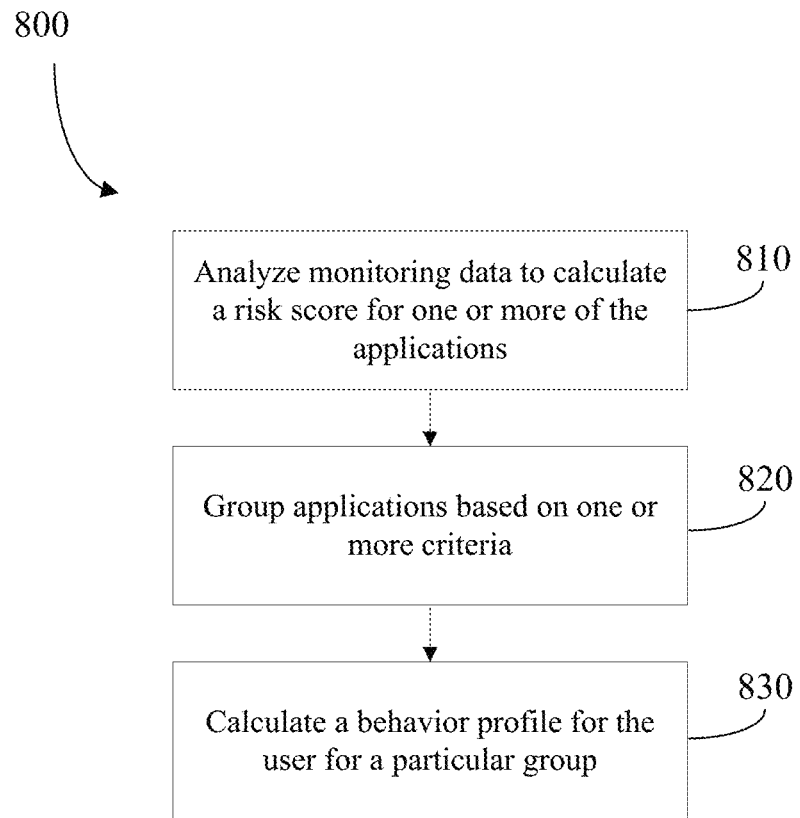 800
Analyze monitoring data to calculate
a risk score for one or more of the
applications
810
Group applications based on one or
more criteria
820
Calculate a behavior profile for the
user for a particular group
830